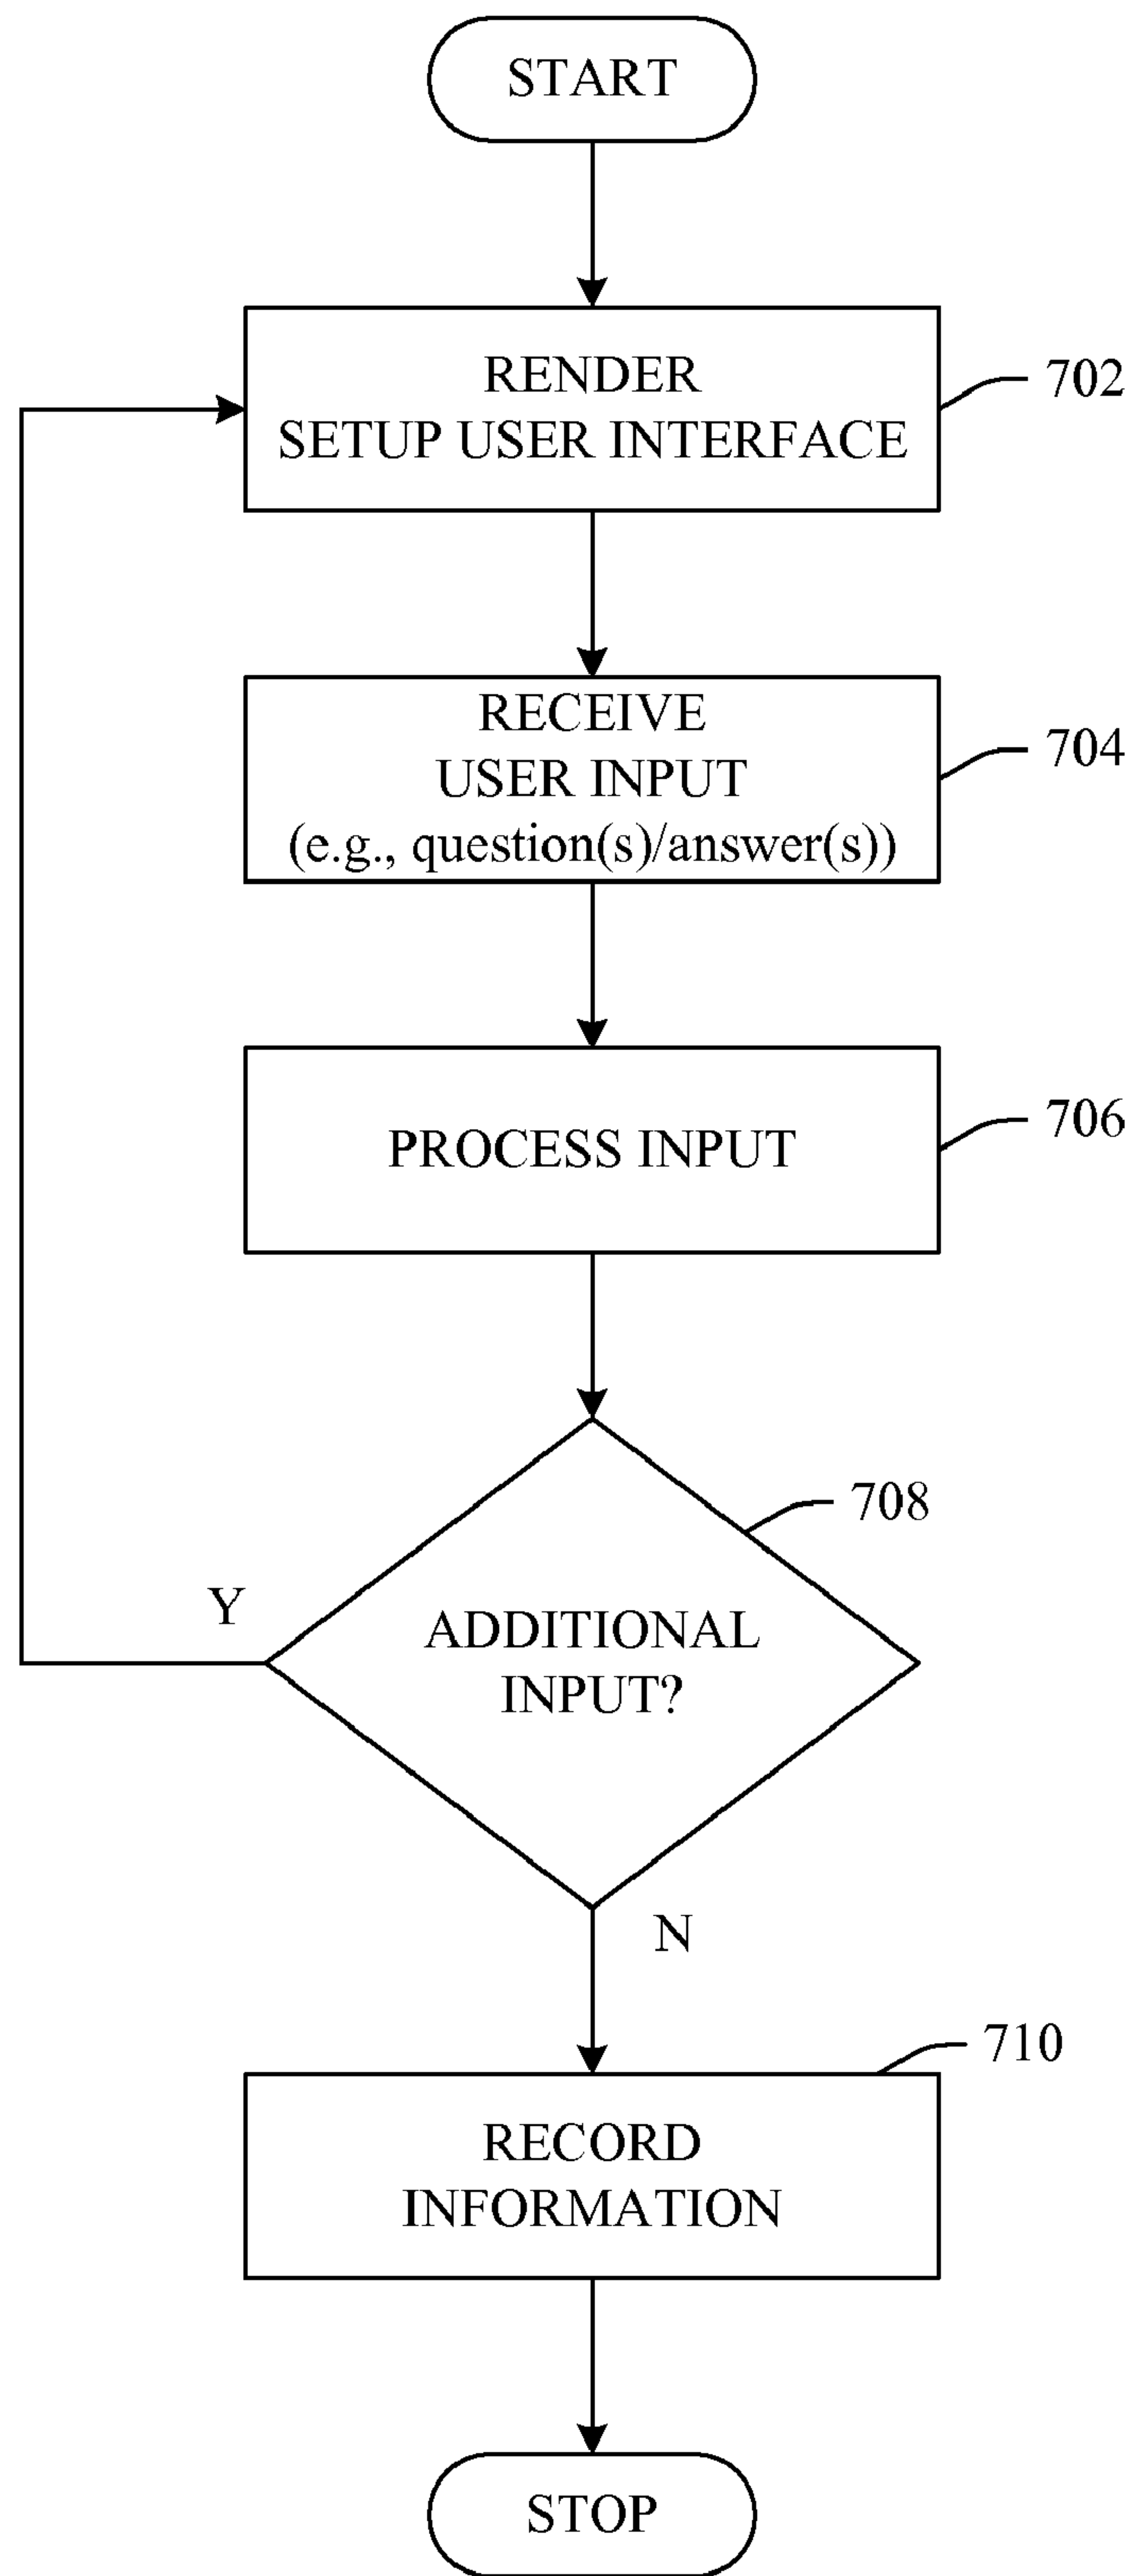 START
RENDER
SETUP USER INTERFACE
702
RECEIVE
USER INPUT
(e.g., question(s)/answer(s))
704
PROCESS INPUT
706
708
Y
ADDITIONAL
INPUT?
N
710
RECORD
INFORMATION
STOP